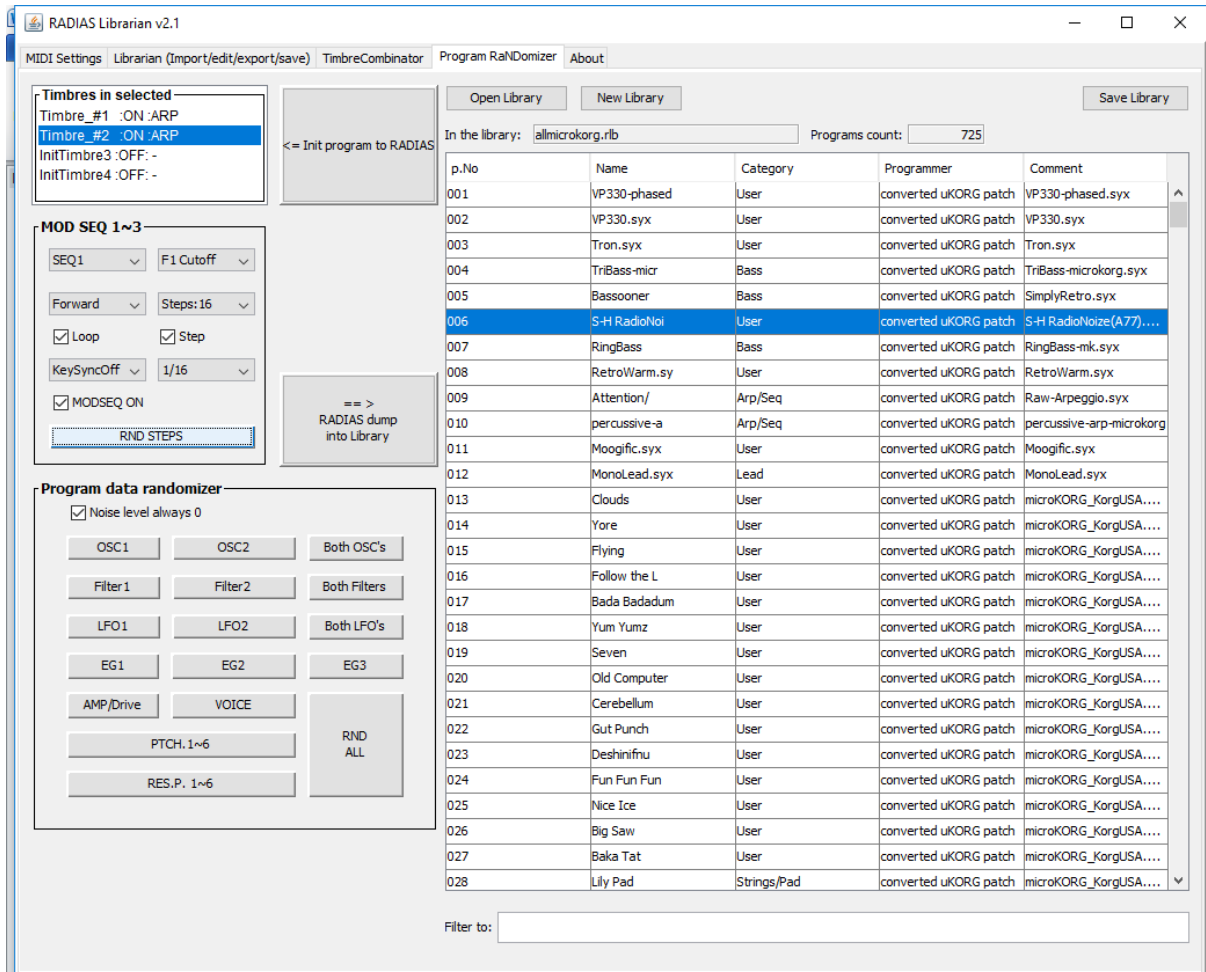 RADIAS Librarian v2.1
MIDI Settings Librarian (Import/edit/export/save) TimbreCombinator Program RaNDomizer About
Timbres in selected
Timbre_#1 :ON :ARP
Timbre_#2 :ON :ARP
InitTimbre3 :OFF: -
InitTimbre4 :OFF: -
<= Init program to RADIAS
MOD SEQ 1~3
SEQ1 F1 Cutoff
Forward Steps:16
Loop Step
KeySyncOff 1/16
MODSEQ ON
RND STEPS
== >
RADIAS dump
into Library
Program data randomizer
Noise level always 0
OSC1 OSC2 Both OSC's
Filter1 Filter2 Both Filters
LFO1 LFO2 Both LFO's
EG1 EG2 EG3
AMP/Drive VOICE
PTCH.1~6
RES.P. 1~6
RND
ALL
Open Library New Library Save Library
In the library: allmicrokorg.rlb Programs count: 725
p.No Name Category Programmer Comment
001 VP330-phased User converted uKORG patch VP330-phased.syx
002 VP330.syx User converted uKORG patch VP330.syx
003 Tron.syx User converted uKORG patch Tron.syx
004 TriBass-micr Bass converted uKORG patch TriBass-microkorg.syx
005 Bassooner Bass converted uKORG patch SimplyRetro.syx
006 S-H RadioNoi User converted uKORG patch S-H RadioNoize(A77)....
007 RingBass Bass converted uKORG patch RingBass-mk.syx
008 RetroWarm.sy User converted uKORG patch RetroWarm.syx
009 Attention/ Arp/Seq converted uKORG patch Raw-Arpeggio.syx
010 percussive-a Arp/Seq converted uKORG patch percussive-arp-microkorg
011 Moogific.syx User converted uKORG patch Moogific.syx
012 MonoLead.syx Lead converted uKORG patch MonoLead.syx
013 Clouds User converted uKORG patch microKORG_KorgUSA....
014 Yore User converted uKORG patch microKORG_KorgUSA....
015 Flying User converted uKORG patch microKORG_KorgUSA....
016 Follow the L User converted uKORG patch microKORG_KorgUSA....
017 Bada Badadum User converted uKORG patch microKORG_KorgUSA....
018 Yum Yumz User converted uKORG patch microKORG_KorgUSA....
019 Seven User converted uKORG patch microKORG_KorgUSA....
020 Old Computer User converted uKORG patch microKORG_KorgUSA....
021 Cerebellum User converted uKORG patch microKORG_KorgUSA....
022 Gut Punch User converted uKORG patch microKORG_KorgUSA....
023 Deshinifnu User converted uKORG patch microKORG_KorgUSA....
024 Fun Fun Fun User converted uKORG patch microKORG_KorgUSA....
025 Nice Ice User converted uKORG patch microKORG_KorgUSA....
026 Big Saw User converted uKORG patch microKORG_KorgUSA....
027 Baka Tat User converted uKORG patch microKORG_KorgUSA....
028 Lily Pad Strings/Pad converted uKORG patch microKORG_KorgUSA....
Filter to: